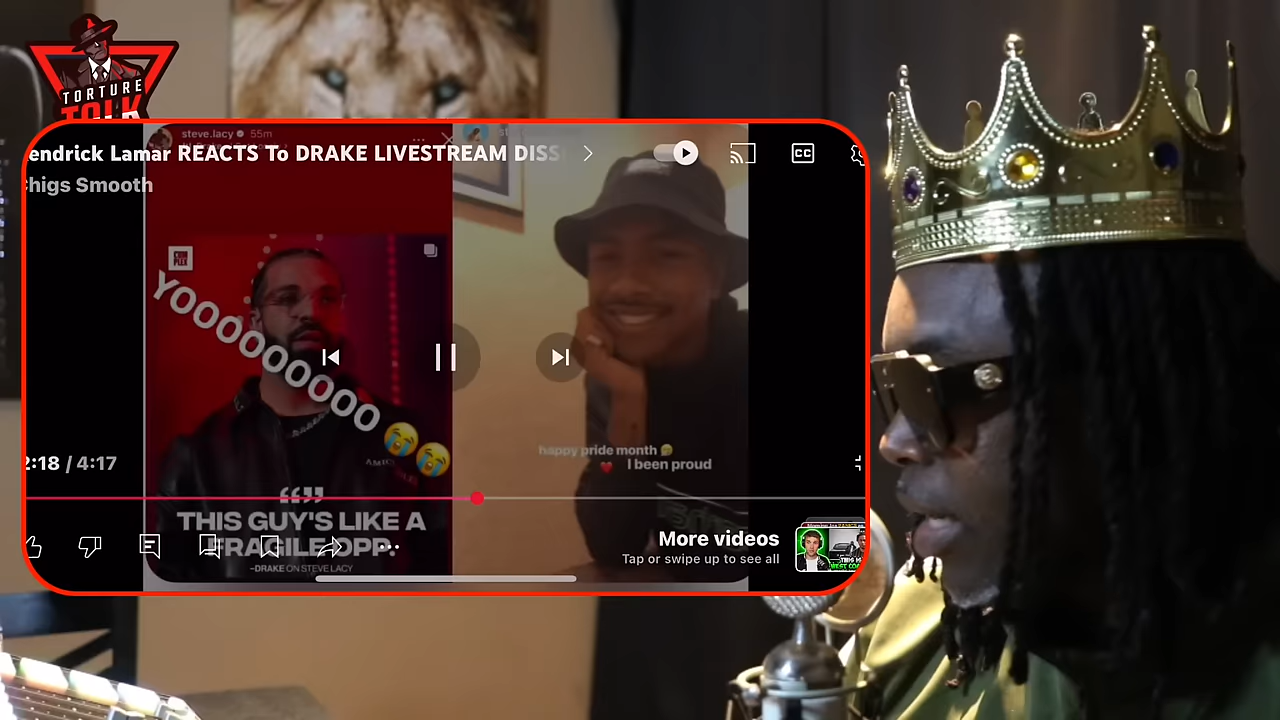 TORTURE
TALK
steve.lacy 55m
endrick Lamar REACTS To DRAKE LIVESTREAM DISS
higs Smooth
CC
YOOOOOOOOO 😭😭
happy pride month
I been proud
2:18 / 4:17
THIS GUY'S LIKE A
FRAGILE OPP
-DRAKE ON STEVE LACY
More videos
Tap or swipe up to see all